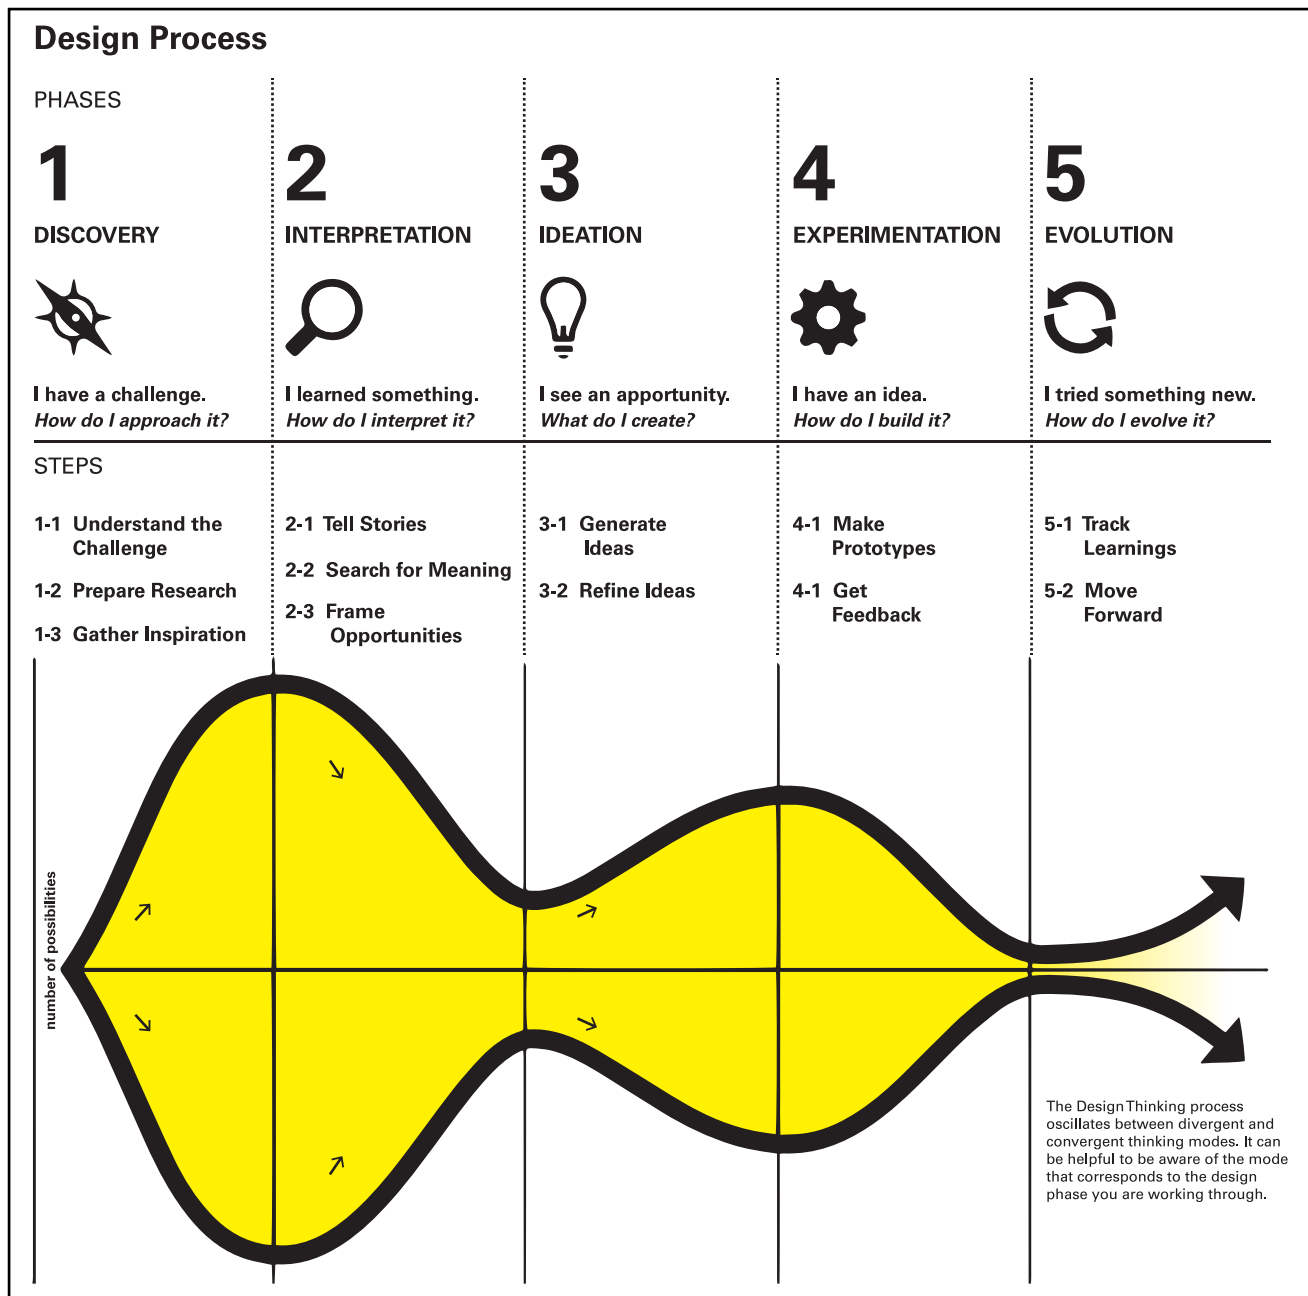 Design Process
PHASES
1
DISCOVERY
I have a challenge.
How do I approach it?
2
INTERPRETATION
I learned something.
How do I interpret it?
3
IDEATION
I see an apportunity.
What do I create?
4
EXPERIMENTATION
I have an idea.
How do I build it?
5
EVOLUTION
I tried something new.
How do I evolve it?
STEPS
1-1 Understand the
Challenge
1-2 Prepare Research
1-3 Gather Inspiration
2-1 Tell Stories
2-2 Search for Meaning
2-3 Frame
Opportunities
3-1 Generate
Ideas
3-2 Refine Ideas
4-1 Make
Prototypes
4-1 Get
Feedback
5-1 Track
Learnings
5-2 Move
Forward
number of possibilities
The Design Thinking process
oscillates between divergent and
convergent thinking modes. It can
be helpful to be aware of the mode
that corresponds to the design
phase you are working through.